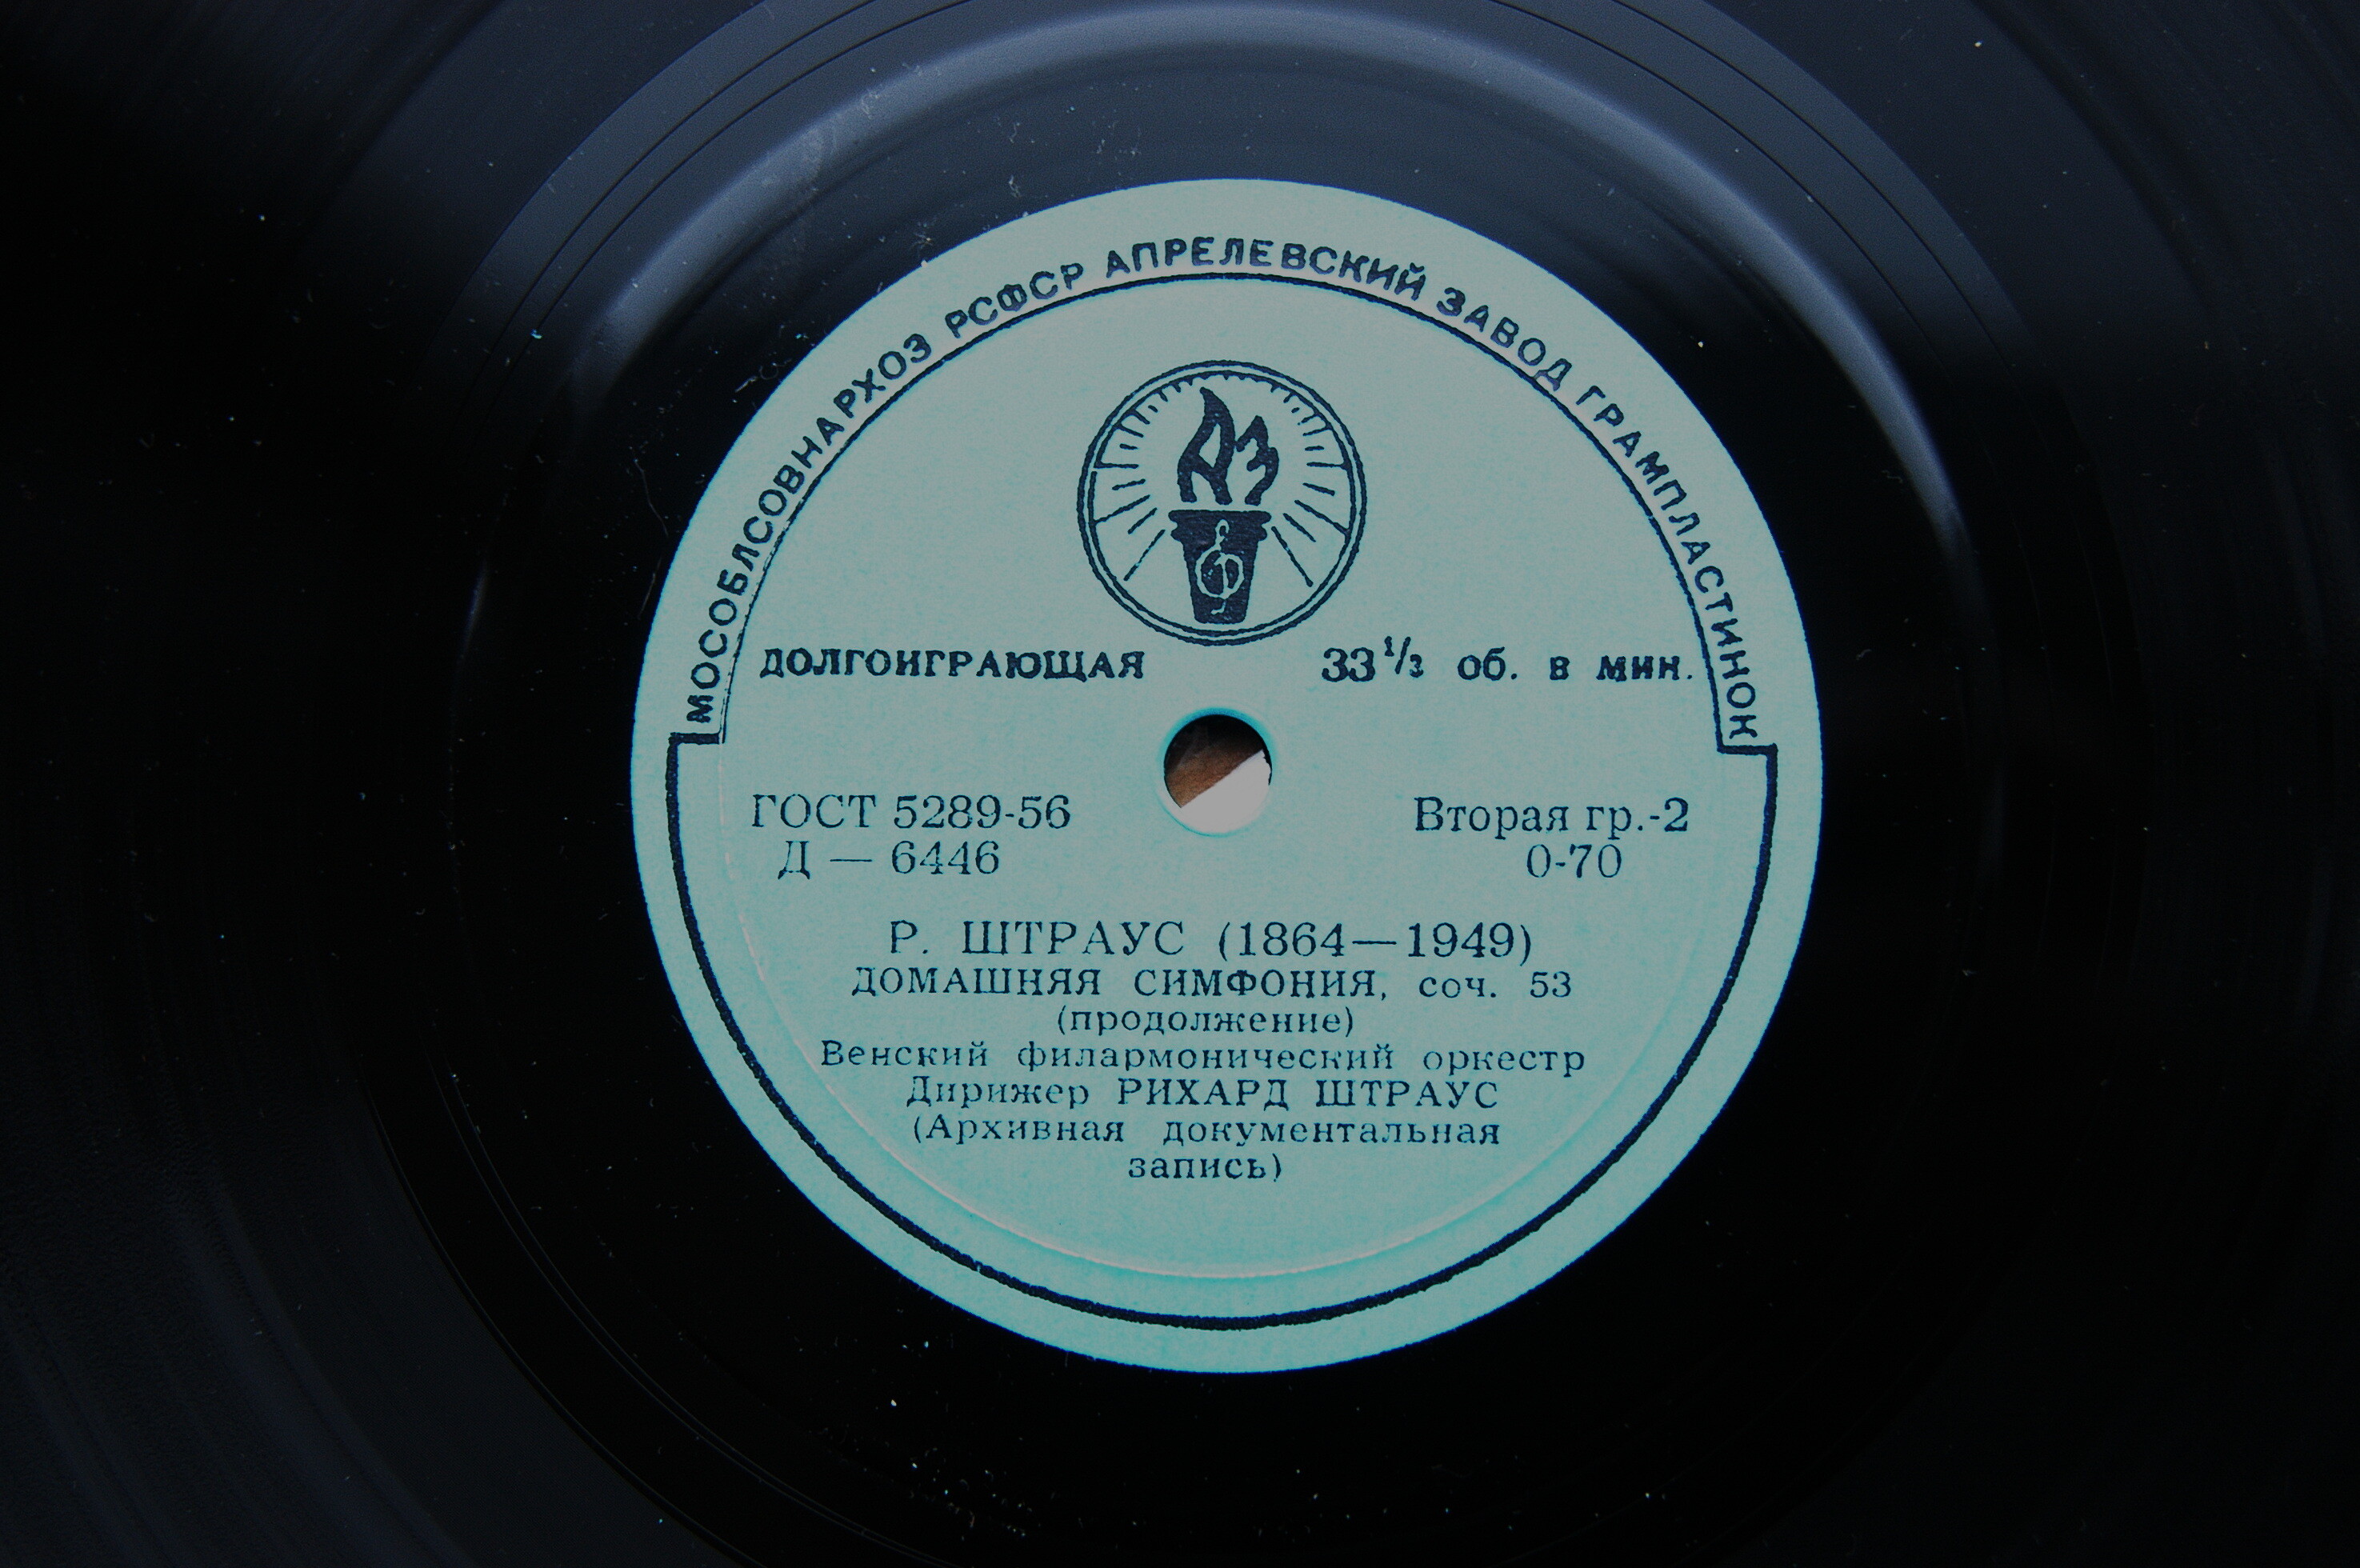 МОСОБЛСОВНАРХОЗ РСФСР АПРЕЛЕВСКИЙ ЗАВОД ГРАМПЛАСТИНОК
АЗ
ДОЛГОИГРАЮЩАЯ 33 1/3 об. в мин.
ГОСТ 5289-56 Вторая гр.-2
Д — 6446 0-70
Р. ШТРАУС (1864—1949)
ДОМАШНЯЯ СИМФОНИЯ, соч. 53
(продолжение)
Венский филармонический оркестр
Дирижер РИХАРД ШТРАУС
(Архивная документальная
запись)